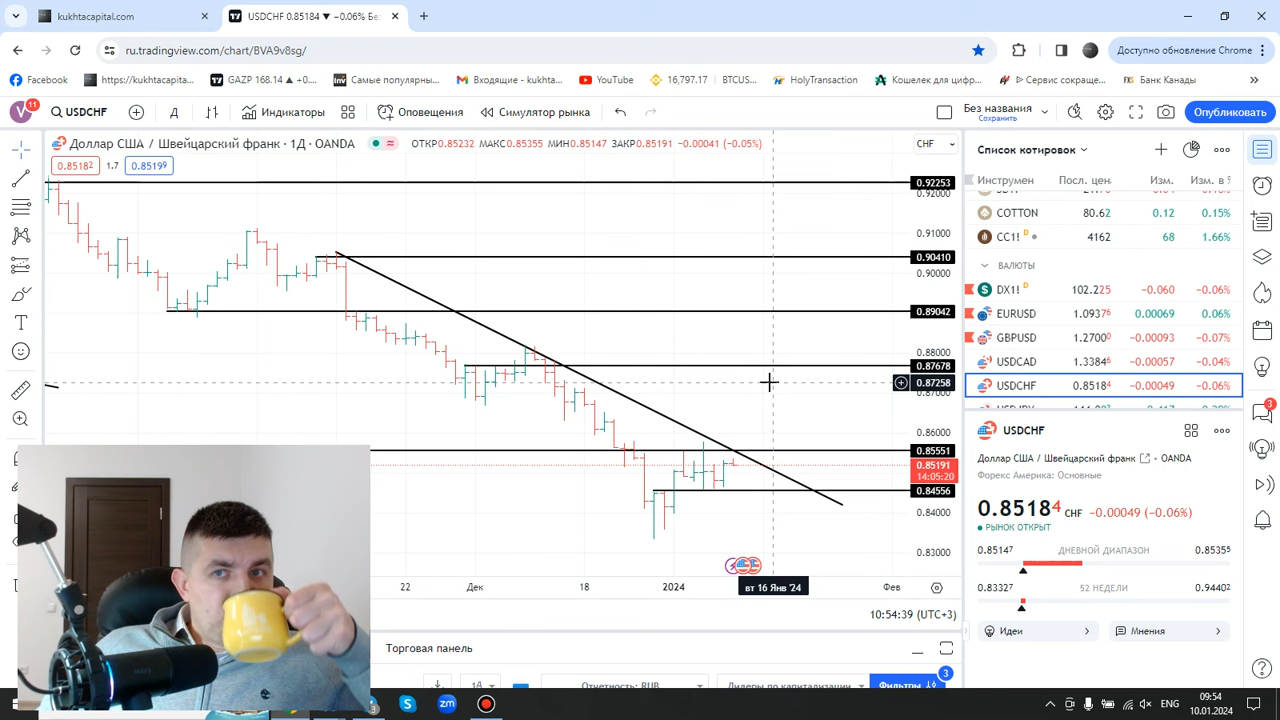 kukhtacapital.com
USDCHF 0.85184 ▼ −0.06% Без
ru.tradingview.com/chart/BVA9v8sg/
Доступно обновление Chrome
Facebook
https://kukhtacapita...
GAZP 168.14 ▲ +0....
Самые популярны...
Входящие - kukhta...
YouTube
16,797.17 | BTCUS...
HolyTransaction
Кошелек для цифр...
Сервис сокраще...
Банк Канады
11
USDCHF
Д
Индикаторы
Оповещения
Симулятор рынка
Без названия
Сохранить
Опубликовать
Доллар США / Швейцарский франк · 1Д · OANDA
ОТКР0.85232 МАКС0.85355 МИН0.85147 ЗАКР0.85191 −0.00041 (−0.05%)
CHF
0.85182 1.7 0.85199
0.92253
0.92000
0.91000
0.90410
0.90000
0.89042
0.88000
0.87678
0.87258
0.87000
0.86000
0.85551
0.85191
14:05:20
0.84556
0.84000
0.83000
22
Дек
18
2024
вт 16 Янв '24
Фев
10:54:39 (UTC+3)
Торговая панель
1Д
Отчетность: RUB
Лидеры по капитализации
Фильтры
3
Список котировок
Инструмен Посл. цена Изм. Изм. в %
COTTON 80.62 0.12 0.15%
CC1! D 4162 68 1.66%
ВАЛЮТЫ
DX1! D 102.225 −0.060 −0.06%
EURUSD 1.09376 0.00069 0.06%
GBPUSD 1.27000 −0.00093 −0.07%
USDCAD 1.33846 −0.00057 −0.04%
USDCHF 0.85184 −0.00049 −0.06%
USDCHF
Доллар США / Швейцарский франк OANDA
Форекс Америка: Основные
0.85184 CHF −0.00049 (−0.06%)
РЫНОК ОТКРЫТ
0.85147 ДНЕВНОЙ ДИАПАЗОН 0.85355
0.83327 52 НЕДЕЛИ 0.94402
Идеи
Мнения
3
ENG
09:54
10.01.2024